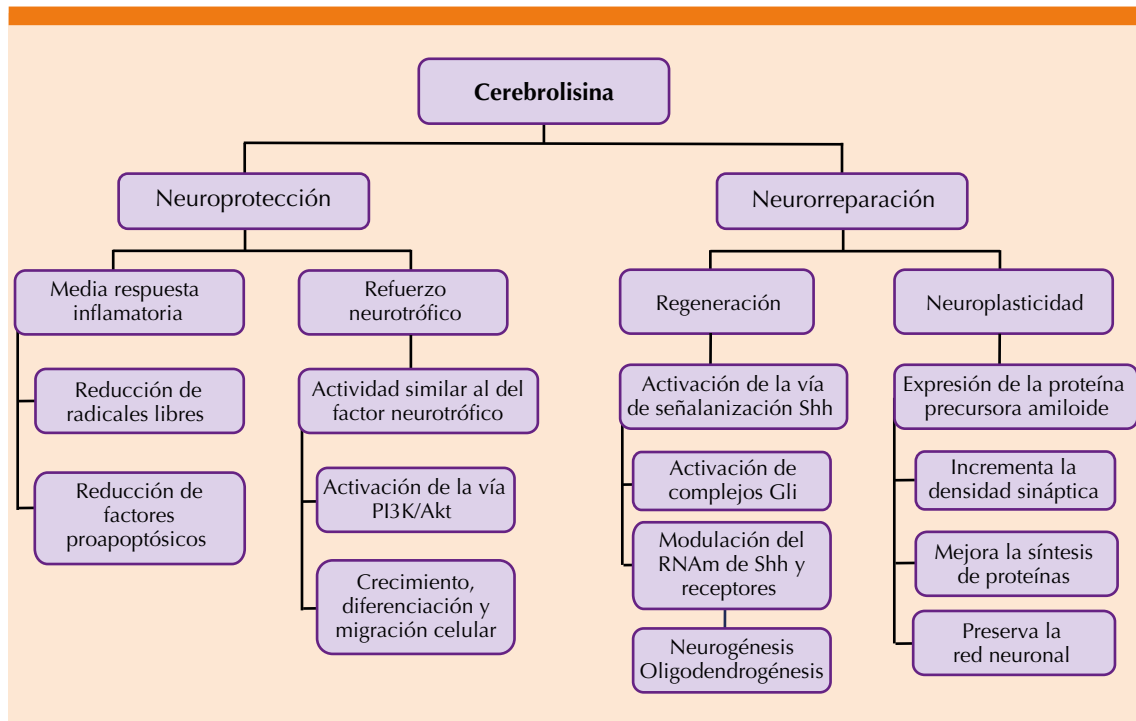 Cerebrolisina
Neuroprotección
Neurorreparación
Media respuesta
inflamatoria
Refuerzo
neurotrófico
Regeneración
Neuroplasticidad
Reducción de
radicales libres
Actividad similar al del
factor neurotrófico
Activación de la vía
de señalanización Shh
Expresión de la proteína
precursora amiloide
Reducción de
factores
proapoptósicos
Activación de la vía
PI3K/Akt
Activación de
complejos Gli
Incrementa la
densidad sináptica
Crecimiento,
diferenciación y
migración celular
Modulación del
RNAm de Shh y
receptores
Mejora la síntesis
de proteínas
Neurogénesis
Oligodendrogénesis
Preserva la
red neuronal